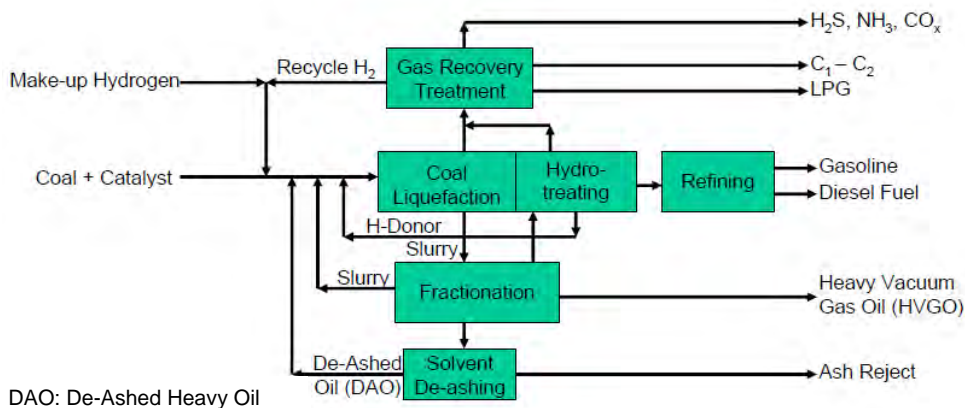 H₂S, NH₃, COₓ
Recycle H₂
Gas Recovery
Treatment
C₁ – C₂
LPG
Make-up Hydrogen
Coal + Catalyst
Coal
Liquefaction
Hydro-
treating
Refining
Gasoline
Diesel Fuel
H-Donor
Slurry
Slurry
Fractionation
Heavy Vacuum
Gas Oil (HVGO)
De-Ashed
Oil (DAO)
Solvent
De-ashing
Ash Reject
DAO: De-Ashed Heavy Oil